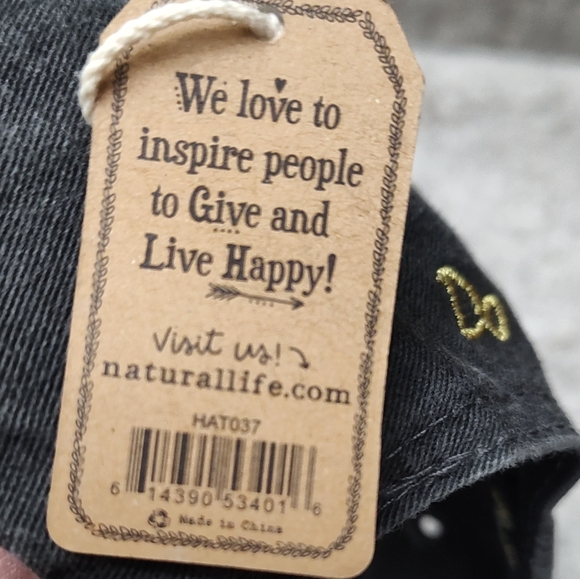 We love to
inspire people
to Give and
Live Happy!
Visit us!
naturallife.com
HAT037
6 14390 53401 6
Made in China